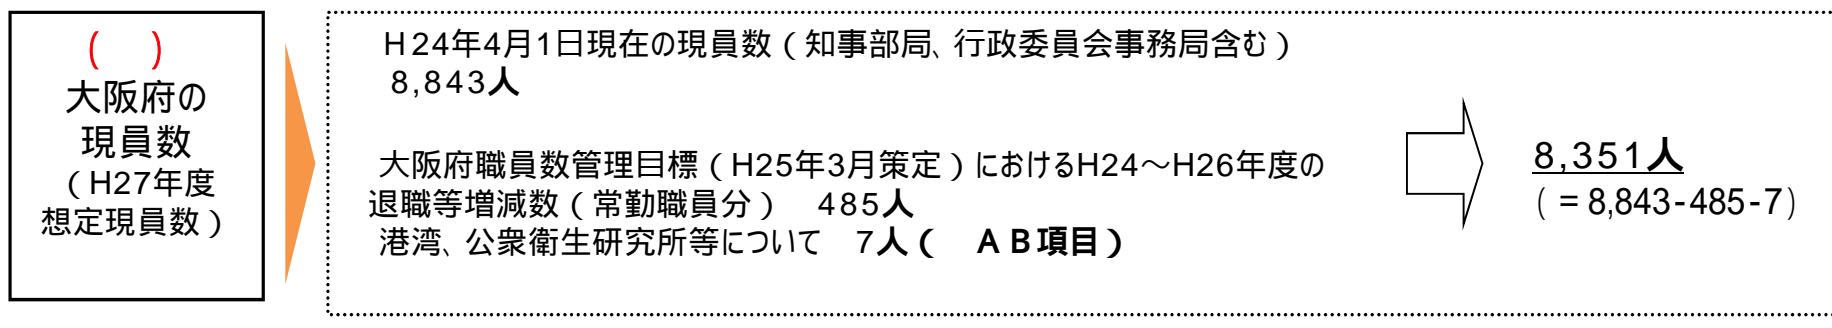 (　)
大阪府の
現員数
（H27年度
想定現員数）
H24年4月1日現在の現員数（知事部局、行政委員会事務局含む）
8,843人
大阪府職員数管理目標（H25年3月策定）におけるH24～H26年度の
退職等増減数（常勤職員分）　485人
港湾、公衆衛生研究所等について　7人（　ＡＢ項目）
8,351人
（＝8,843-485-7）